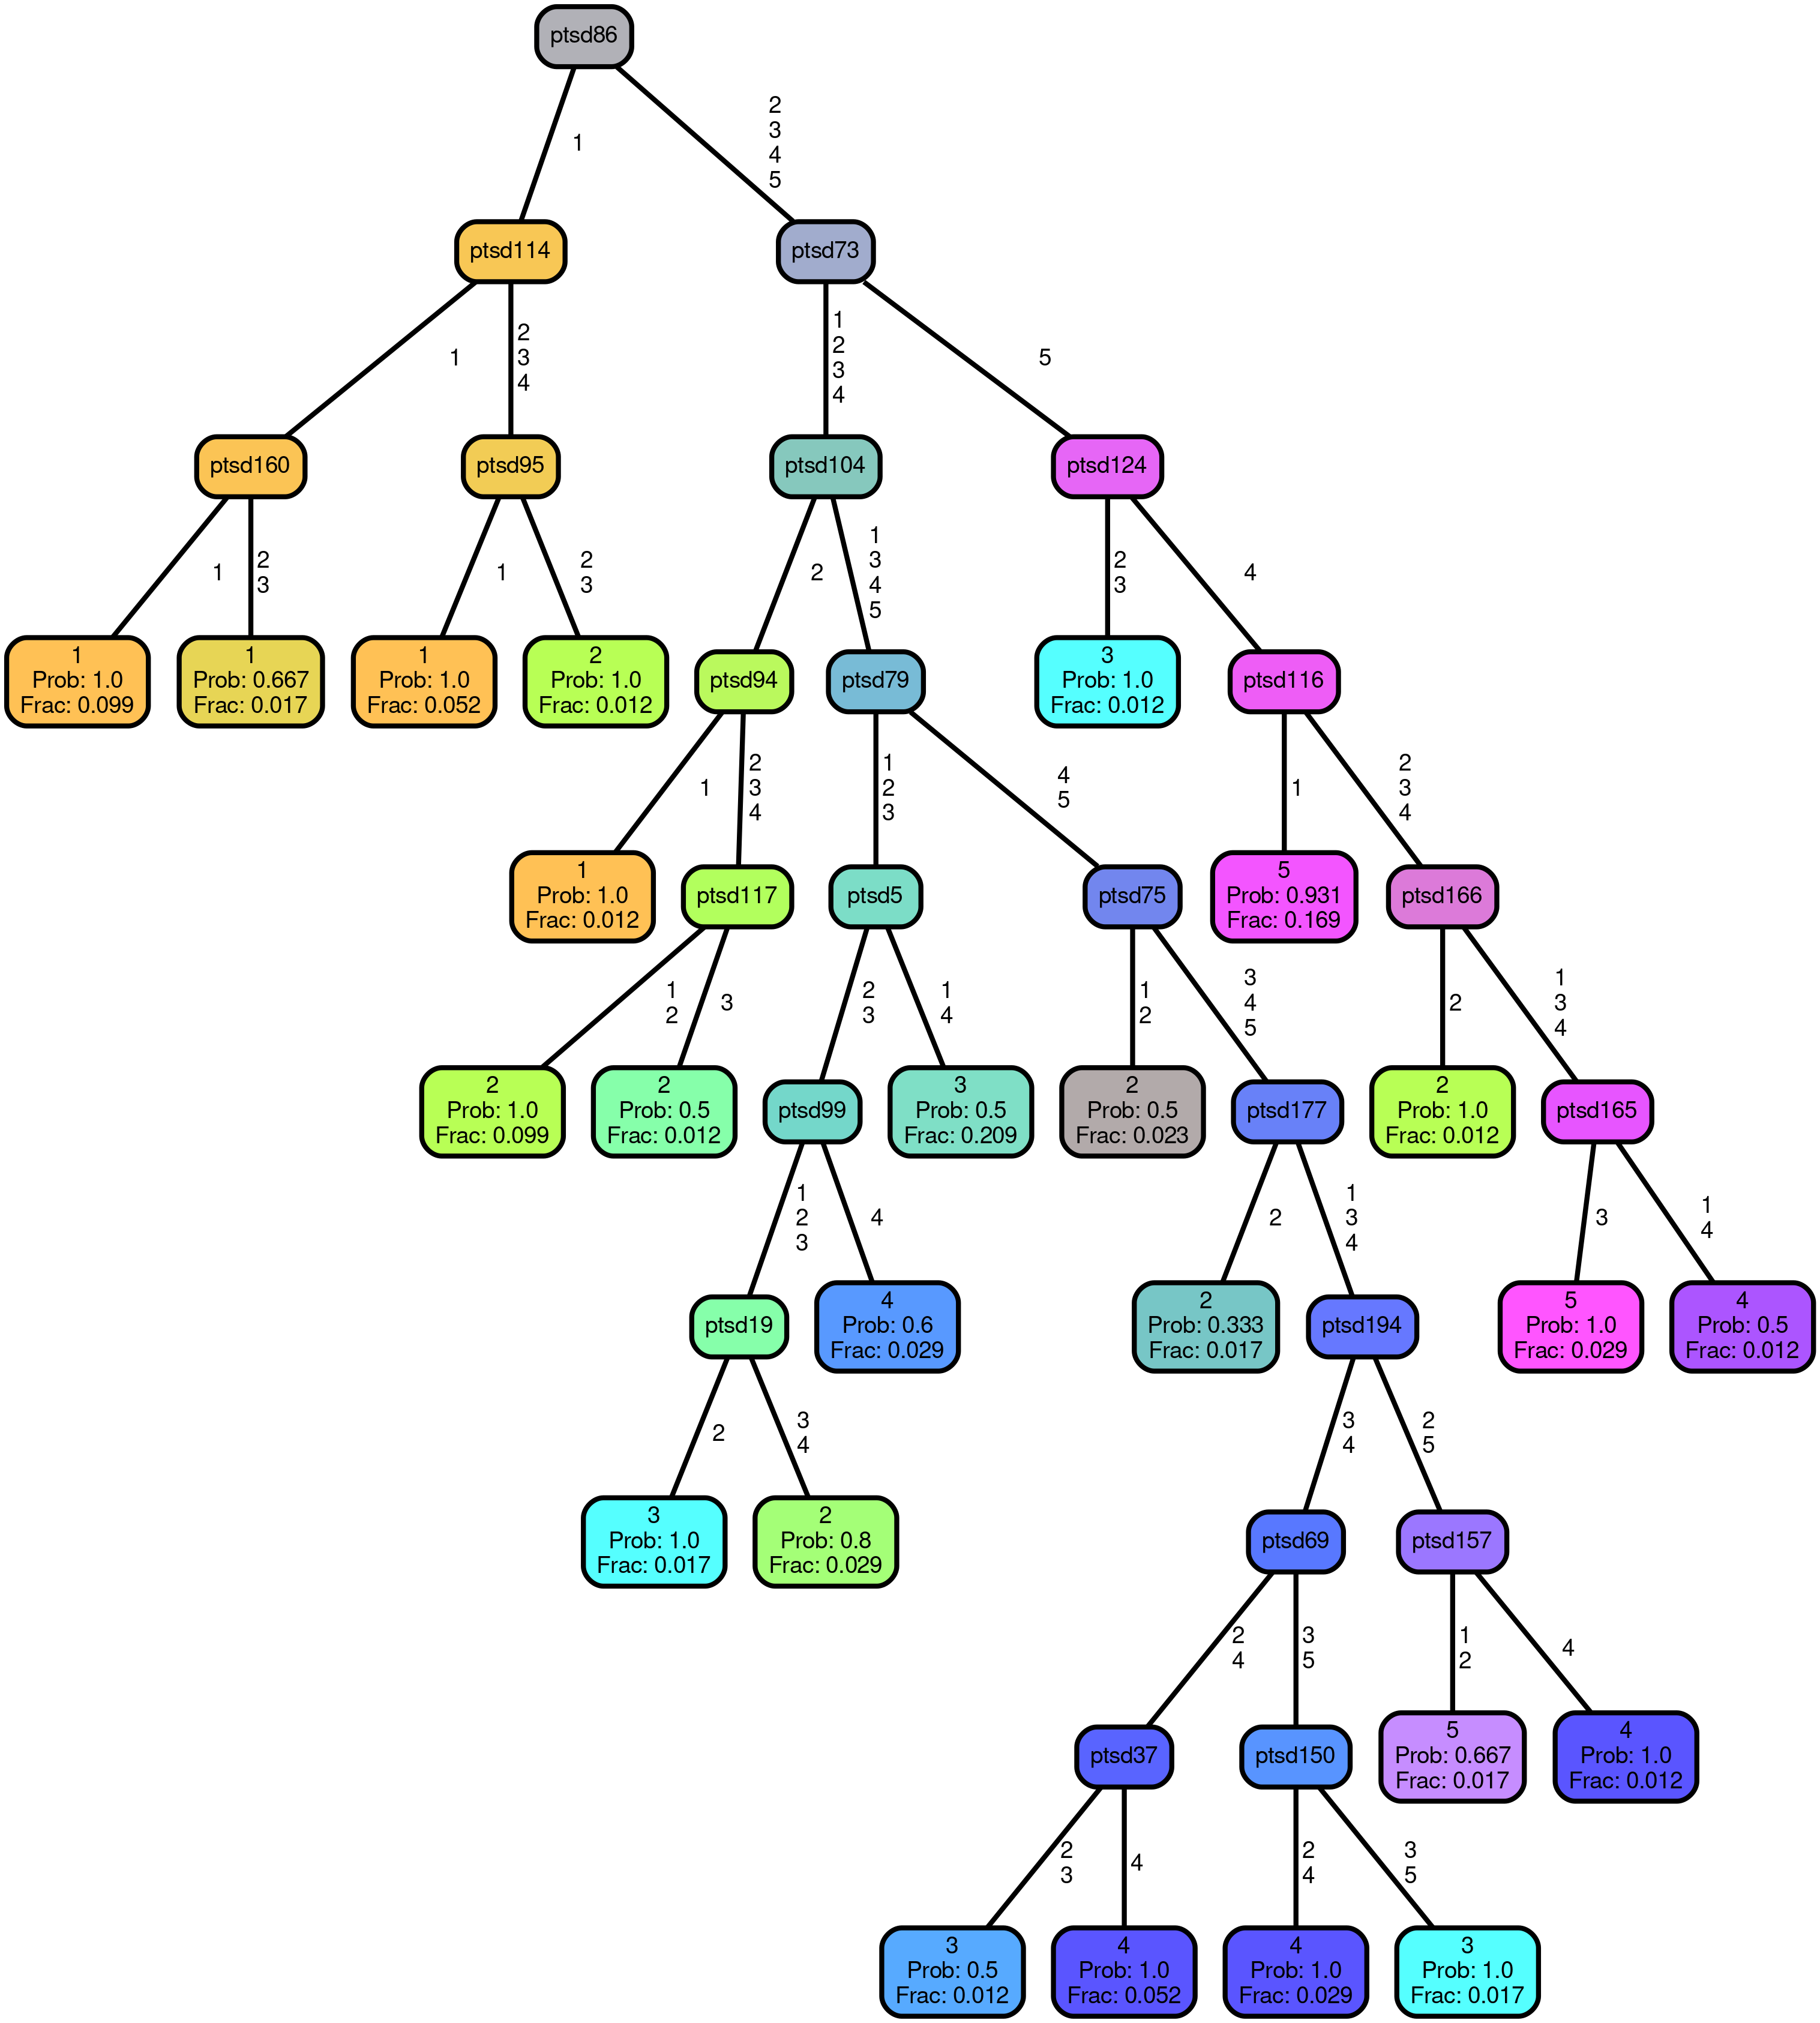 ptsd86
1
2
3
4
5
ptsd114
ptsd73
1
2
3
4
1
2
3
4
5
ptsd160
ptsd95
ptsd104
ptsd124
1
2
3
1
2
3
2
1
3
4
5
2
3
4
1
Prob: 1.0
Frac: 0.099
1
Prob: 0.667
Frac: 0.017
1
Prob: 1.0
Frac: 0.052
2
Prob: 1.0
Frac: 0.012
ptsd94
ptsd79
3
Prob: 1.0
Frac: 0.012
ptsd116
1
2
3
4
1
2
3
4
5
1
2
3
4
1
Prob: 1.0
Frac: 0.012
ptsd117
ptsd5
ptsd75
5
Prob: 0.931
Frac: 0.169
ptsd166
1
2
3
2
3
1
4
1
2
3
4
5
2
1
3
4
2
Prob: 1.0
Frac: 0.099
2
Prob: 0.5
Frac: 0.012
ptsd99
3
Prob: 0.5
Frac: 0.209
2
Prob: 0.5
Frac: 0.023
ptsd177
2
Prob: 1.0
Frac: 0.012
ptsd165
1
2
3
4
2
1
3
4
3
1
4
ptsd19
4
Prob: 0.6
Frac: 0.029
2
Prob: 0.333
Frac: 0.017
ptsd194
5
Prob: 1.0
Frac: 0.029
4
Prob: 0.5
Frac: 0.012
2
3
4
3
4
2
5
3
Prob: 1.0
Frac: 0.017
2
Prob: 0.8
Frac: 0.029
ptsd69
ptsd157
2
4
3
5
1
2
4
ptsd37
ptsd150
5
Prob: 0.667
Frac: 0.017
4
Prob: 1.0
Frac: 0.012
2
3
4
2
4
3
5
3
Prob: 0.5
Frac: 0.012
4
Prob: 1.0
Frac: 0.052
4
Prob: 1.0
Frac: 0.029
3
Prob: 1.0
Frac: 0.017